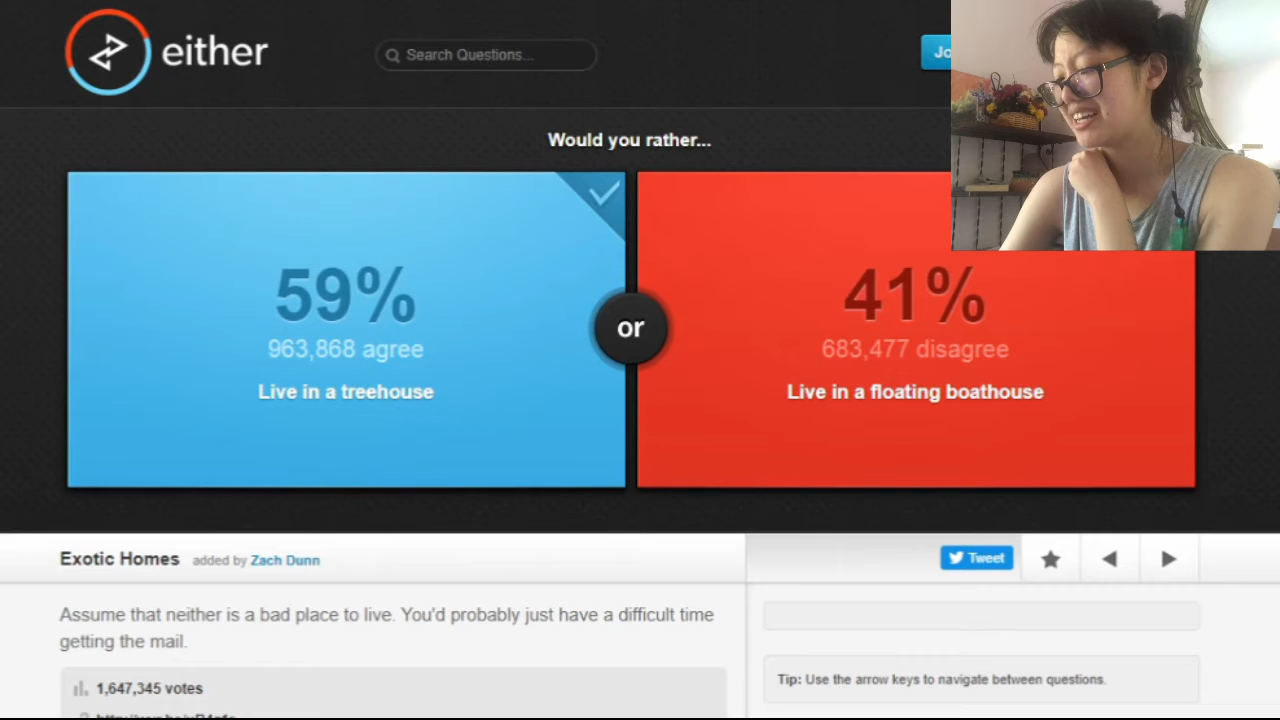 either
Search Questions...
Jo
Would you rather...
59%
963,868 agree
Live in a treehouse
or
41%
683,477 disagree
Live in a floating boathouse
Exotic Homes added by Zach Dunn
Tweet
Assume that neither is a bad place to live. You'd probably just have a difficult time
getting the mail.
1,647,345 votes
Tip: Use the arrow keys to navigate between questions.